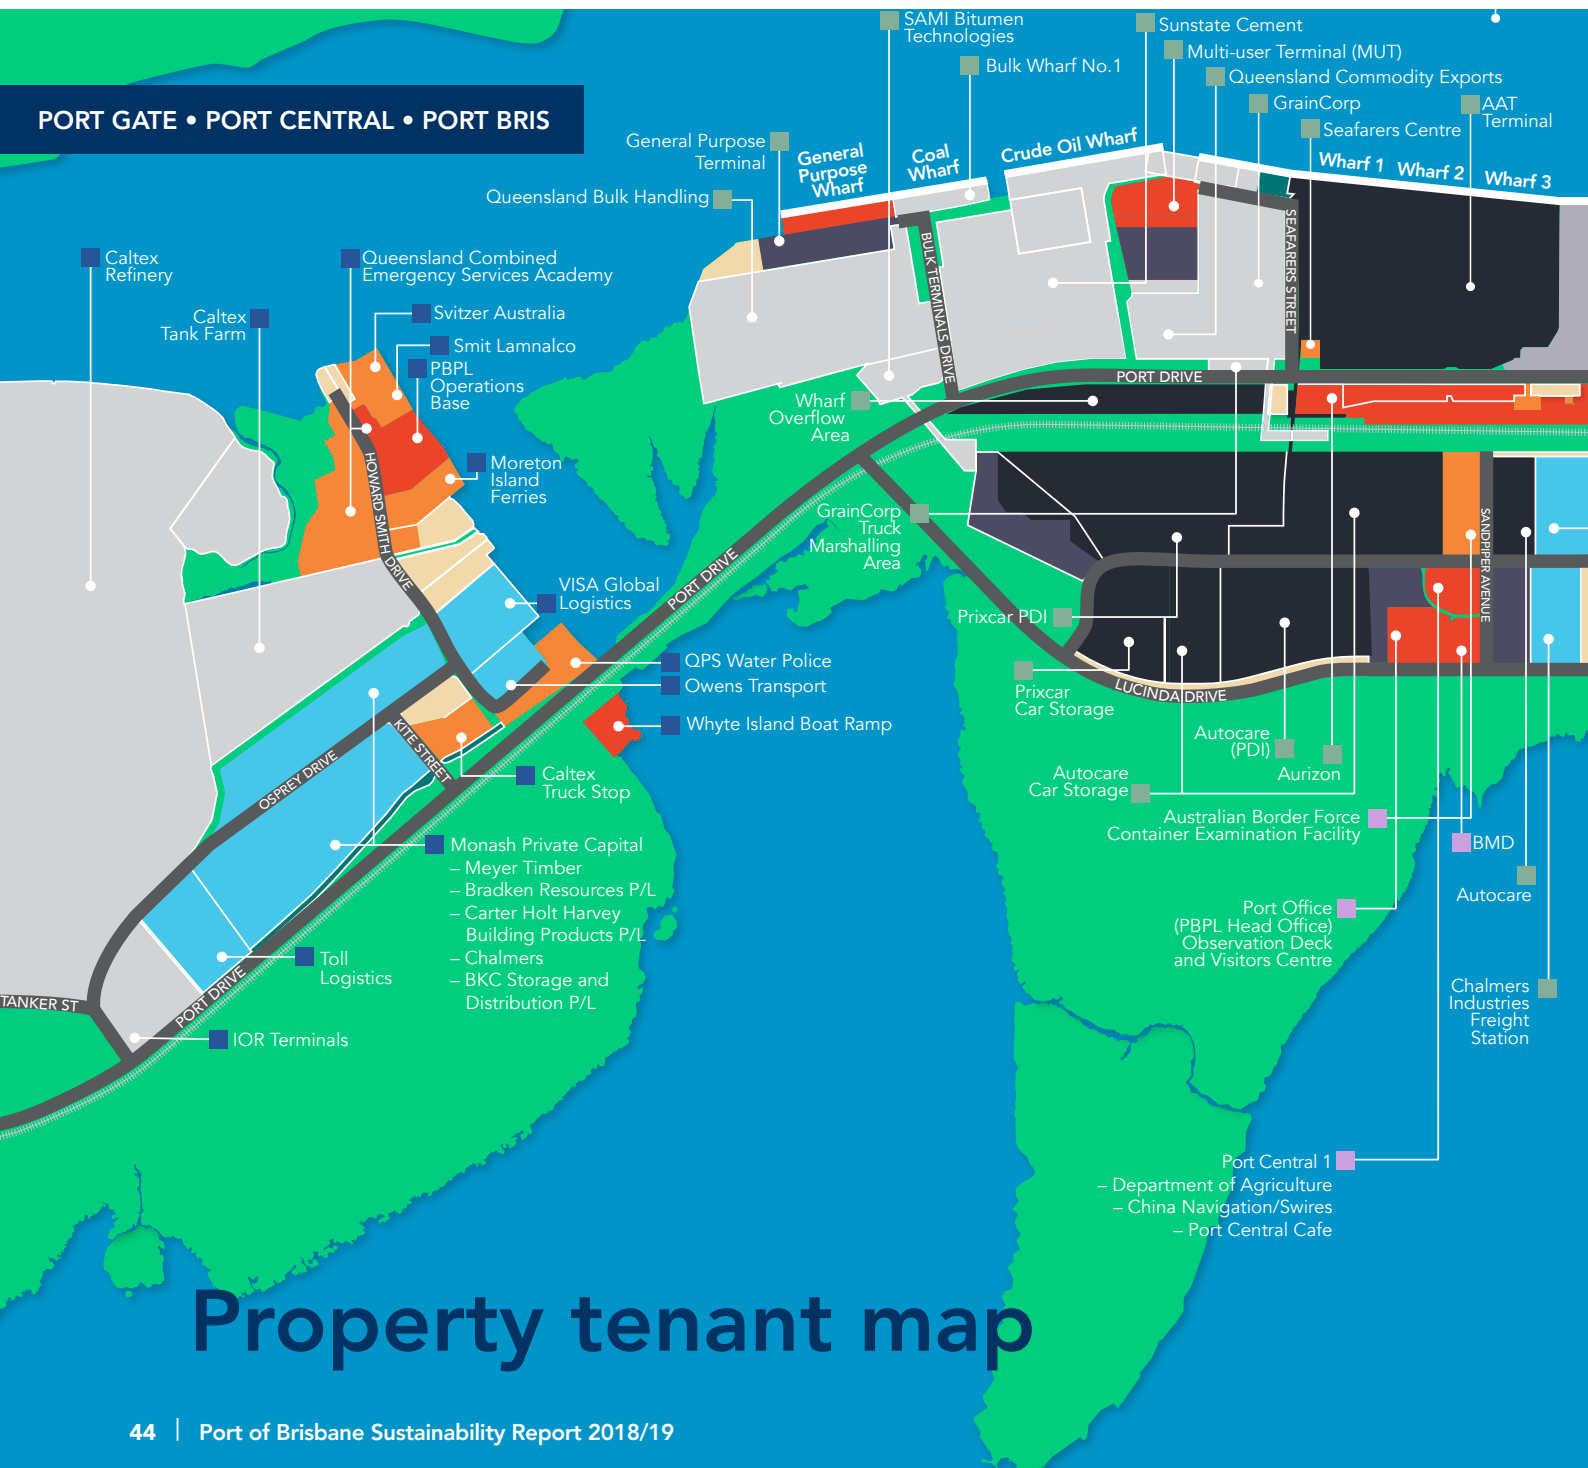 SAMI Bitumen
Technologies
Sunstate Cement
Multi-user Terminal (MUT)
Bulk Wharf No.1
Queensland Commodity Exports
GrainCorp
AAT
Terminal
Seafarers Centre
PORT GATE • PORT CENTRAL • PORT BRIS
General Purpose
Terminal
General
Purpose
Wharf
Coal
Wharf
Crude Oil Wharf
Wharf 1
Wharf 2
Wharf 3
Queensland Bulk Handling
BULK TERMINALS DRIVE
SEAFARERS STREET
Caltex
Refinery
Queensland Combined
Emergency Services Academy
Caltex
Tank Farm
Svitzer Australia
Smit Lamnalco
PBPL
Operations
Base
PORT DRIVE
Wharf
Overflow
Area
Moreton
Island
Ferries
HOWARD SMITH DRIVE
GrainCorp
Truck
Marshalling
Area
SANDPIPER AVENUE
PORT DRIVE
VISA Global
Logistics
Prixcar PDI
QPS Water Police
Owens Transport
Whyte Island Boat Ramp
Prixcar
Car Storage
LUCINDA DRIVE
KITE STREET
OSPREY DRIVE
Caltex
Truck Stop
Autocare
(PDI)
Aurizon
Autocare
Car Storage
Australian Border Force
Container Examination Facility
BMD
Autocare
Monash Private Capital
– Meyer Timber
– Bradken Resources P/L
– Carter Holt Harvey
Building Products P/L
– Chalmers
– BKC Storage and
Distribution P/L
Port Office
(PBPL Head Office)
Observation Deck
and Visitors Centre
Toll
Logistics
PORT DRIVE
TANKER ST
IOR Terminals
Chalmers
Industries
Freight
Station
Port Central 1
– Department of Agriculture
– China Navigation/Swires
– Port Central Cafe
Property tenant map
44 | Port of Brisbane Sustainability Report 2018/19